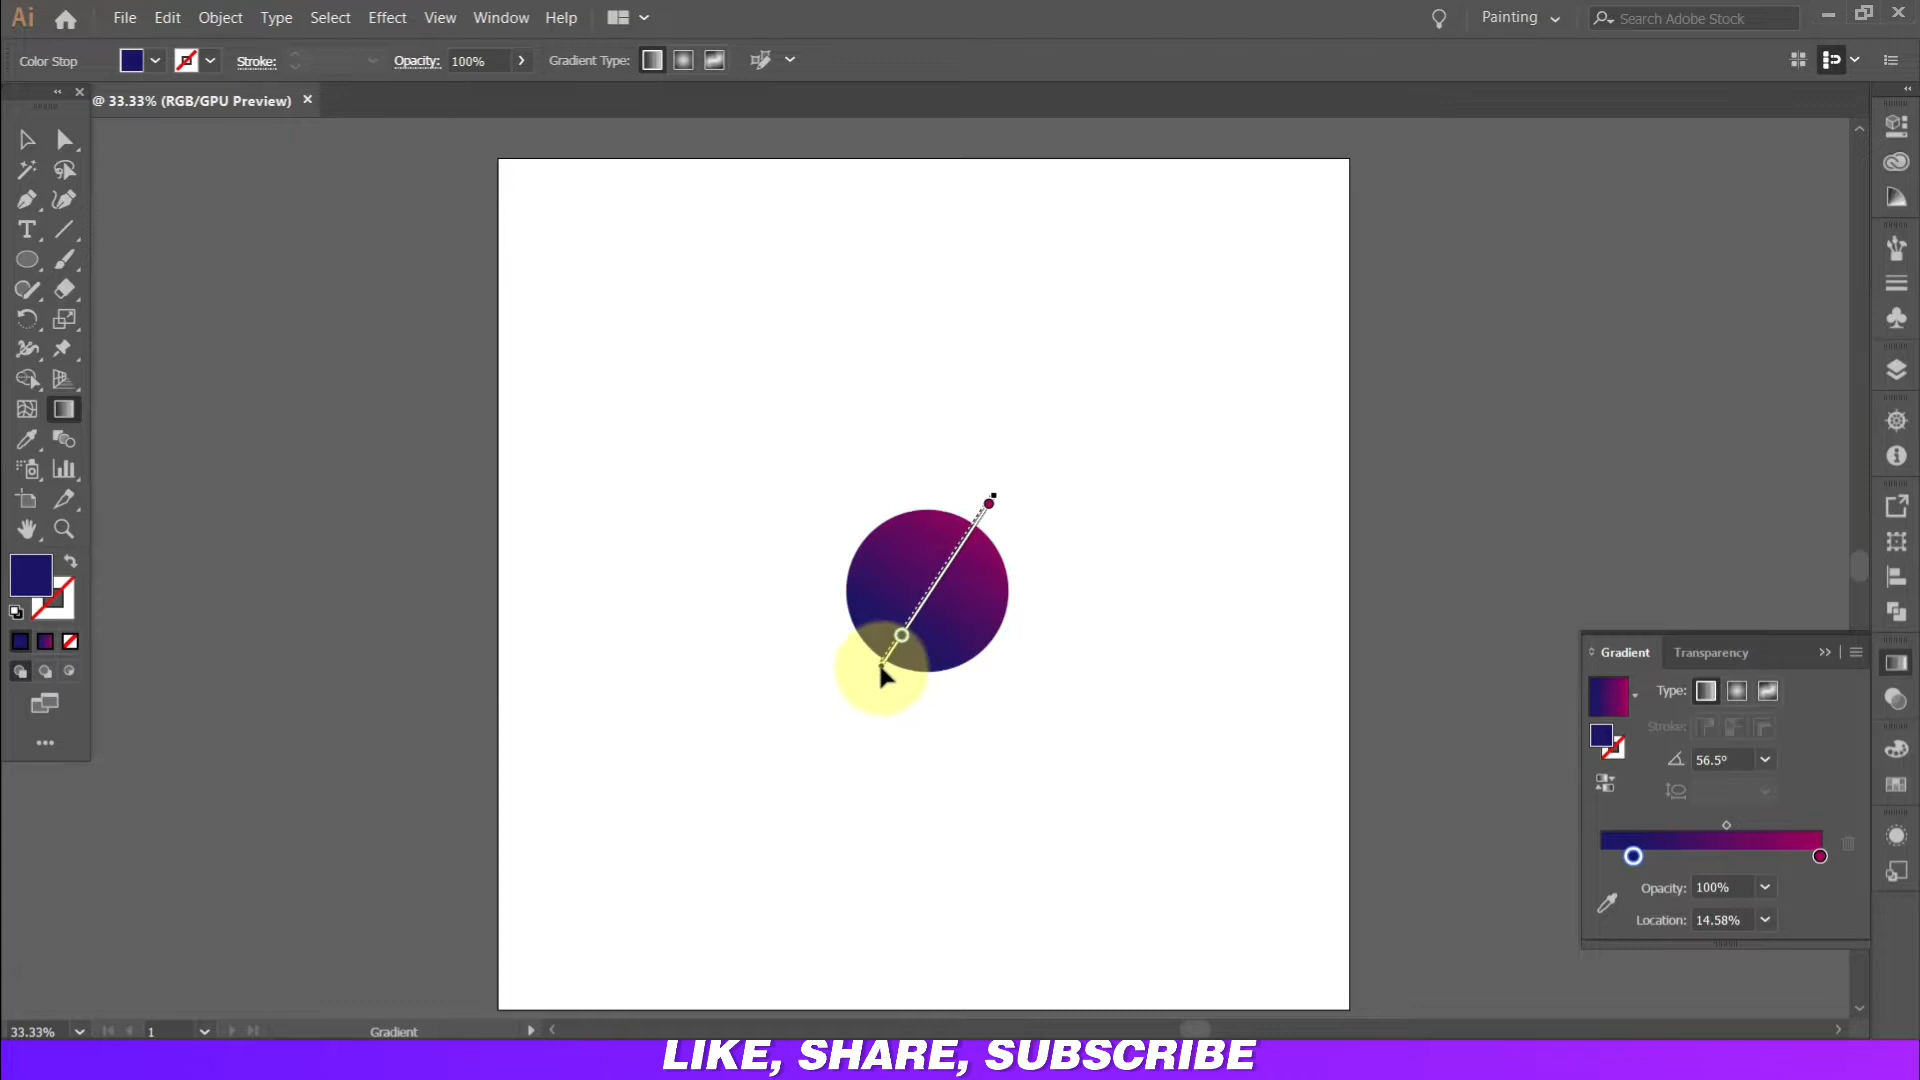 Ai File Edit Object Type Select Effect View Window Help Painting Search Adobe Stock
Color Stop Stroke: Opacity: 100% Gradient Type:
@ 33.33% (RGB/GPU Preview) ×
Gradient Transparency
Type:
Stroke:
56.5°
Opacity: 100%
Location: 14.58%
33.33% 1 Gradient
LIKE, SHARE, SUBSCRIBE